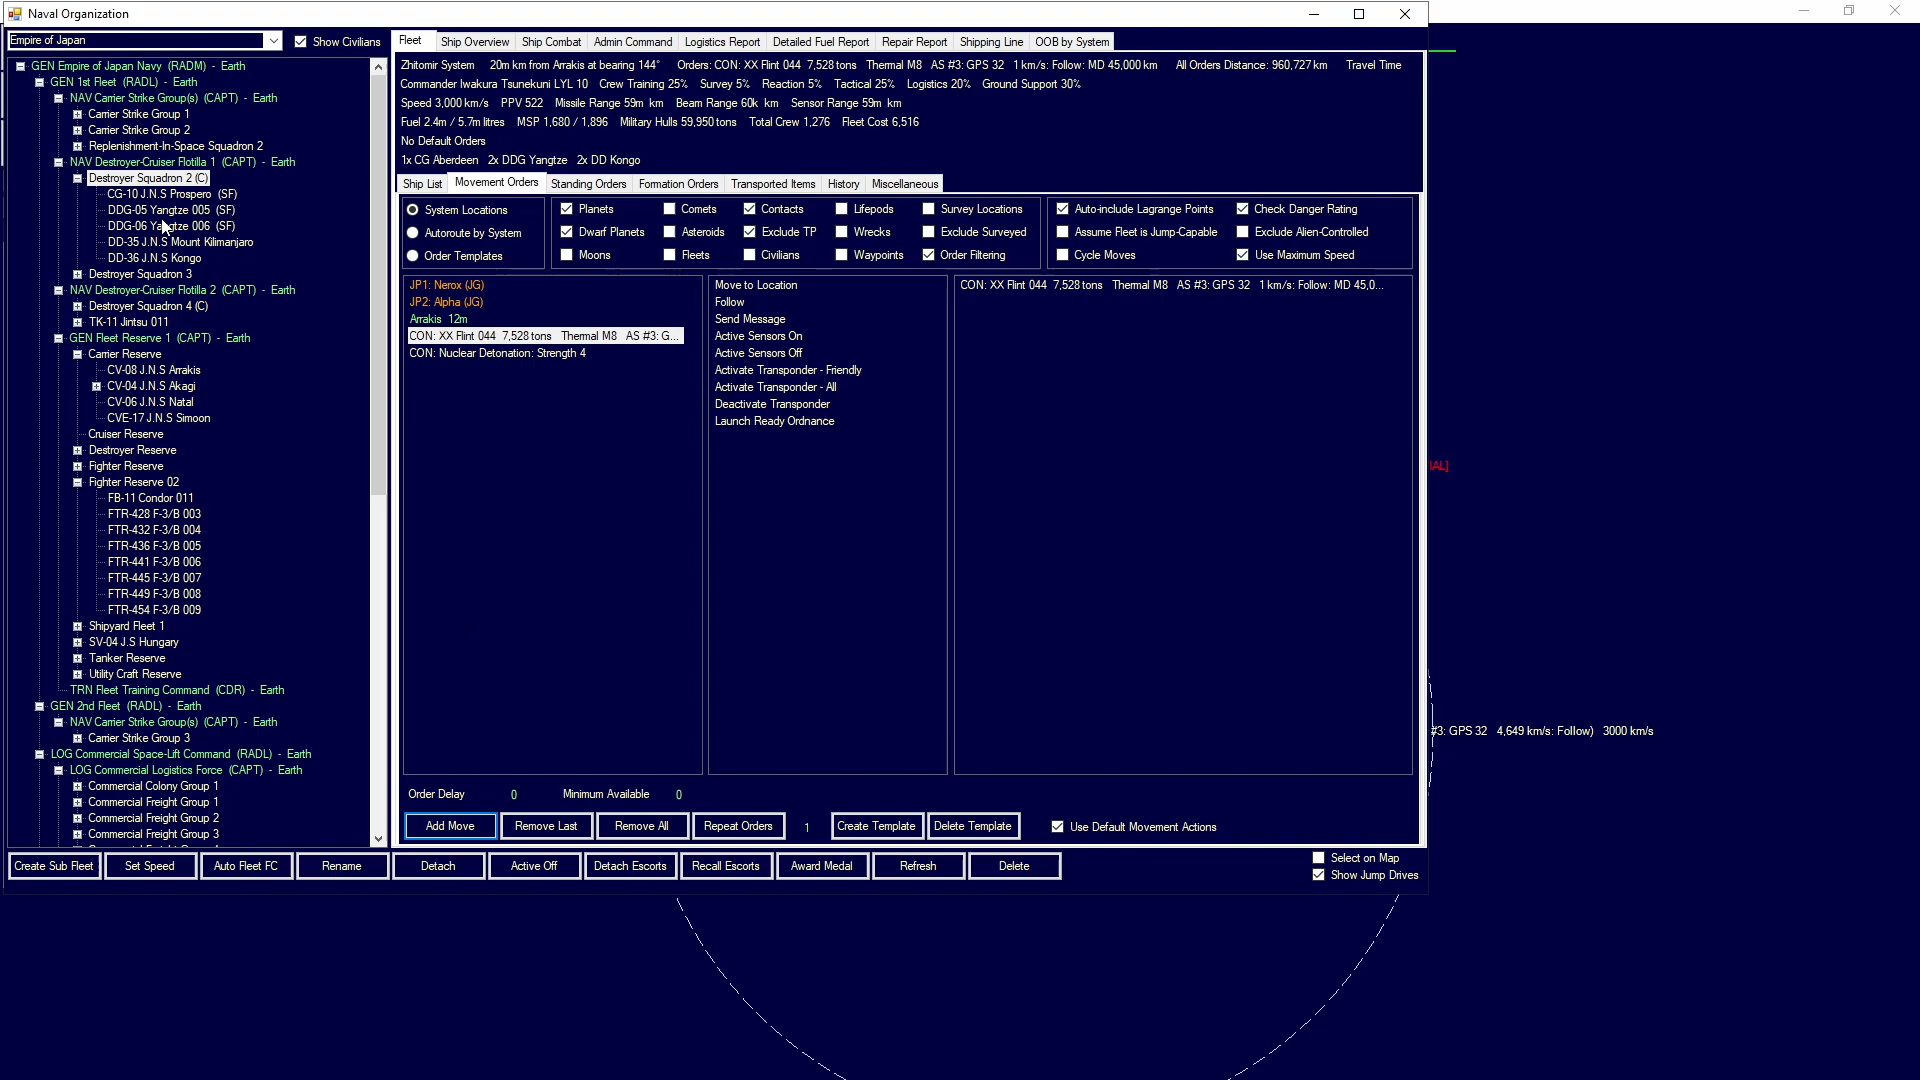 Naval Organization
Empire of Japan
Show Civilians
Fleet Ship Overview Ship Combat Admin Command Logistics Report Detailed Fuel Report Repair Report Shipping Line OOB by System
GEN Empire of Japan Navy (RADM) - Earth
GEN 1st Fleet (RADL) - Earth
NAV Carrier Strike Group(s) (CAPT) - Earth
Carrier Strike Group 1
Carrier Strike Group 2
Replenishment-In-Space Squadron 2
NAV Destroyer-Cruiser Flotilla 1 (CAPT) - Earth
Destroyer Squadron 2 (C)
CG-10 J.N.S Prospero (SF)
DDG-05 Yangtze 005 (SF)
DDG-06 Yangtze 006 (SF)
DD-35 J.N.S Mount Kilimanjaro
DD-36 J.N.S Kongo
Destroyer Squadron 3
NAV Destroyer-Cruiser Flotilla 2 (CAPT) - Earth
Destroyer Squadron 4 (C)
TK-11 Jintsu 011
GEN Fleet Reserve 1 (CAPT) - Earth
Carrier Reserve
CV-08 J.N.S Arrakis
CV-04 J.N.S Akagi
CV-06 J.N.S Natal
CVE-17 J.N.S Simoon
Cruiser Reserve
Destroyer Reserve
Fighter Reserve
Fighter Reserve 02
FB-11 Condor 011
FTR-428 F-3/B 003
FTR-432 F-3/B 004
FTR-436 F-3/B 005
FTR-441 F-3/B 006
FTR-445 F-3/B 007
FTR-449 F-3/B 008
FTR-454 F-3/B 009
Shipyard Fleet 1
SV-04 J.S Hungary
Tanker Reserve
Utility Craft Reserve
TRN Fleet Training Command (CDR) - Earth
GEN 2nd Fleet (RADL) - Earth
NAV Carrier Strike Group(s) (CAPT) - Earth
Carrier Strike Group 3
LOG Commercial Space-Lift Command (RADL) - Earth
LOG Commercial Logistics Force (CAPT) - Earth
Commercial Colony Group 1
Commercial Freight Group 1
Commercial Freight Group 2
Commercial Freight Group 3
Zhitomir System 20m km from Arrakis at bearing 144° Orders: CON: XX Flint 044 7,528 tons Thermal M8 AS #3: GPS 32 1 km/s: Follow: MD 45,000 km All Orders Distance: 960,727 km Travel Time
Commander Iwakura Tsunekuni LYL 10 Crew Training 25% Survey 5% Reaction 5% Tactical 25% Logistics 20% Ground Support 30%
Speed 3,000 km/s PPV 522 Missile Range 59m km Beam Range 60k km Sensor Range 59m km
Fuel 2.4m / 5.7m litres MSP 1,680 / 1,896 Military Hulls 59,950 tons Total Crew 1,276 Fleet Cost 6,516
No Default Orders
1x CG Aberdeen 2x DDG Yangtze 2x DD Kongo
Ship List Movement Orders Standing Orders Formation Orders Transported Items History Miscellaneous
System Locations
Autoroute by System
Order Templates
Planets Comets Contacts Lifepods Survey Locations
Dwarf Planets Asteroids Exclude TP Wrecks Exclude Surveyed
Moons Fleets Civilians Waypoints Order Filtering
Auto-include Lagrange Points Check Danger Rating
Assume Fleet is Jump-Capable Exclude Alien-Controlled
Cycle Moves Use Maximum Speed
JP1: Nerox (JG)
JP2: Alpha (JG)
Arrakis 12m
CON: XX Flint 044 7,528 tons Thermal M8 AS #3: G...
CON: Nuclear Detonation: Strength 4
Move to Location
Follow
Send Message
Active Sensors On
Active Sensors Off
Activate Transponder - Friendly
Activate Transponder - All
Deactivate Transponder
Launch Ready Ordnance
CON: XX Flint 044 7,528 tons Thermal M8 AS #3: GPS 32 1 km/s: Follow: MD 45,0...
Order Delay 0 Minimum Available 0
Add Move Remove Last Remove All Repeat Orders 1 Create Template Delete Template Use Default Movement Actions
Create Sub Fleet Set Speed Auto Fleet FC Rename Detach Active Off Detach Escorts Recall Escorts Award Medal Refresh Delete
Select on Map
Show Jump Drives
IAL]
#3: GPS 32 4,649 km/s: Follow) 3000 km/s